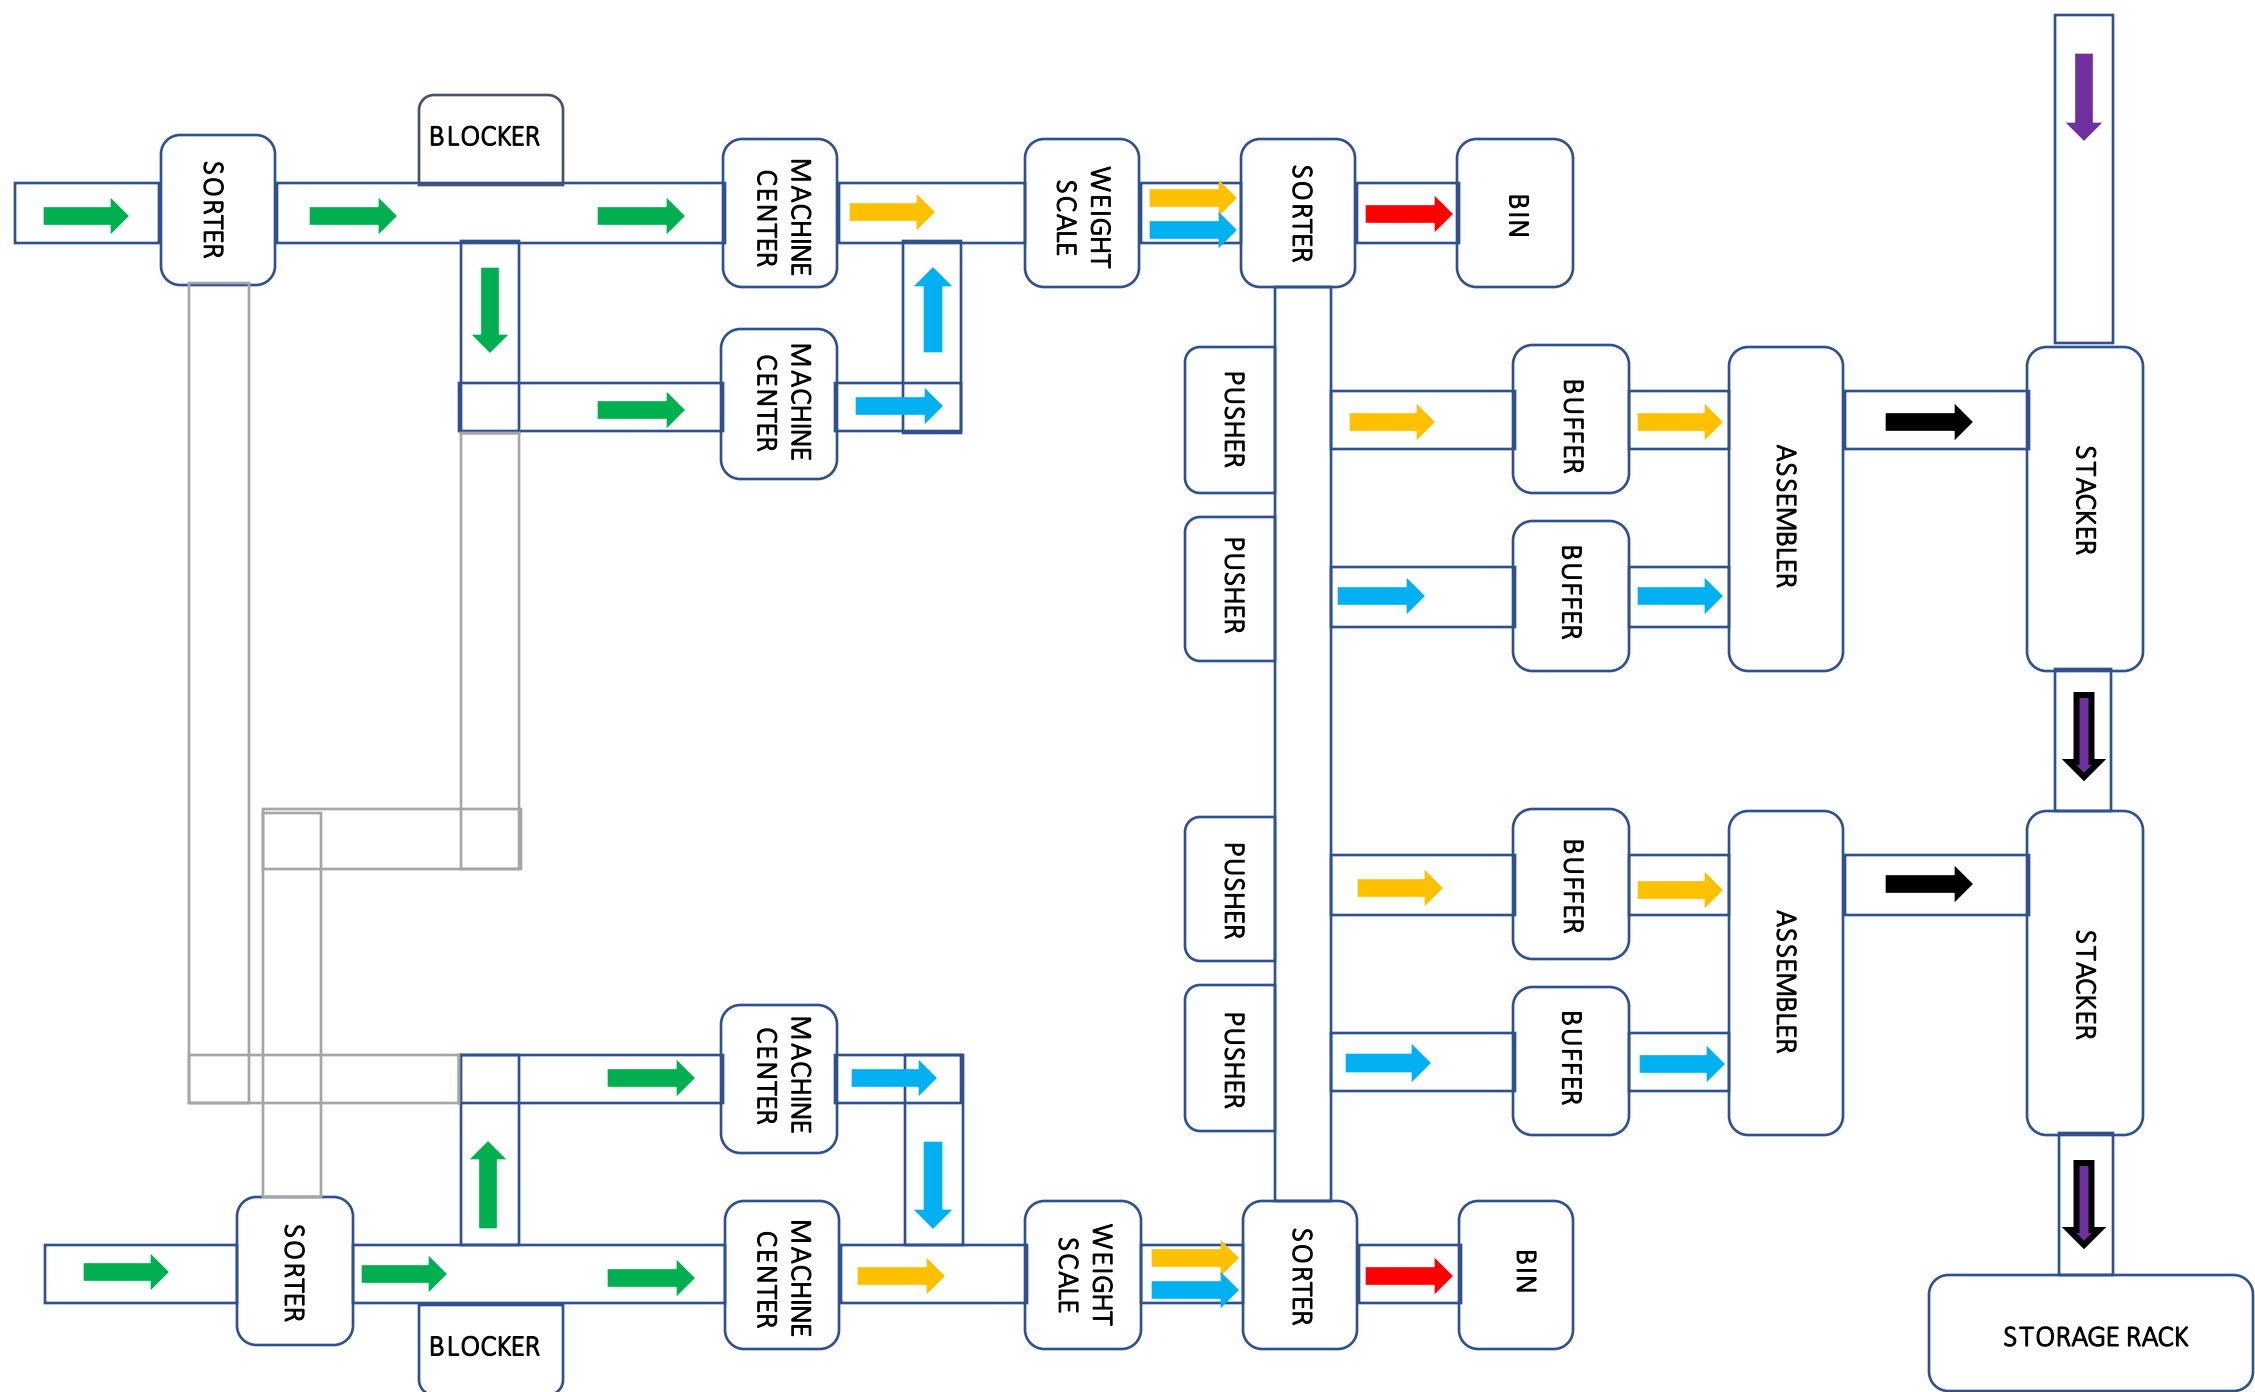 BLOCKER
SORTER
MACHINE
CENTER
WEIGHT
SCALE
SORTER
BIN
MACHINE
CENTER
PUSHER
BUFFER
ASSEMBLER
STACKER
PUSHER
BUFFER
PUSHER
BUFFER
ASSEMBLER
STACKER
PUSHER
BUFFER
MACHINE
CENTER
SORTER
MACHINE
CENTER
WEIGHT
SCALE
SORTER
BIN
BLOCKER
STORAGE RACK